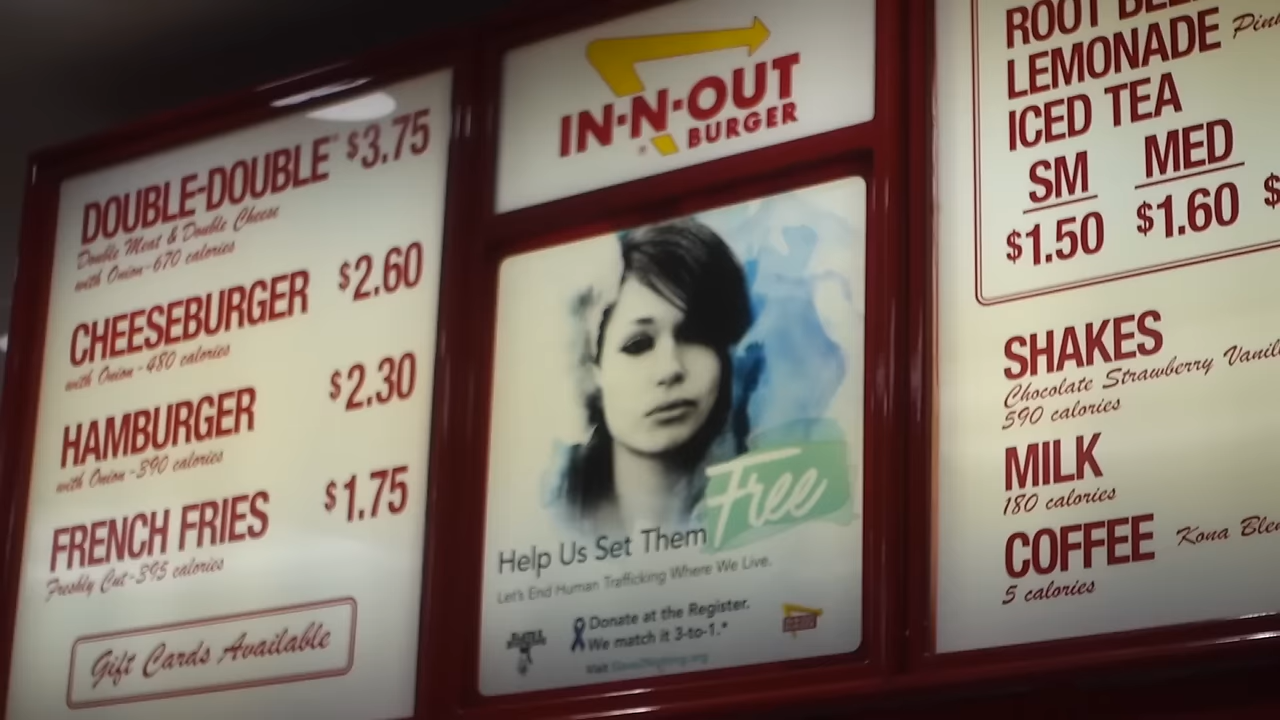 DOUBLE-DOUBLE $3.75
Double Meat & Double Cheese
with Onion-670 calories
CHEESEBURGER $2.60
with Onion-480 calories
HAMBURGER $2.30
with Onion-390 calories
FRENCH FRIES $1.75
Freshly Cut-395 calories
Gift Cards Available
IN-N-OUT
BURGER
Free
Help Us Set Them
Let's End Human Trafficking Where We Live.
Donate at the Register.
We match it 3-to-1.*
Visit
ROOT
LEMONADE
ICED TEA
SM MED
$1.50 $1.60 $
SHAKES
Chocolate Strawberry
590 calories
MILK
180 calories
COFFEE Kona
5 calories